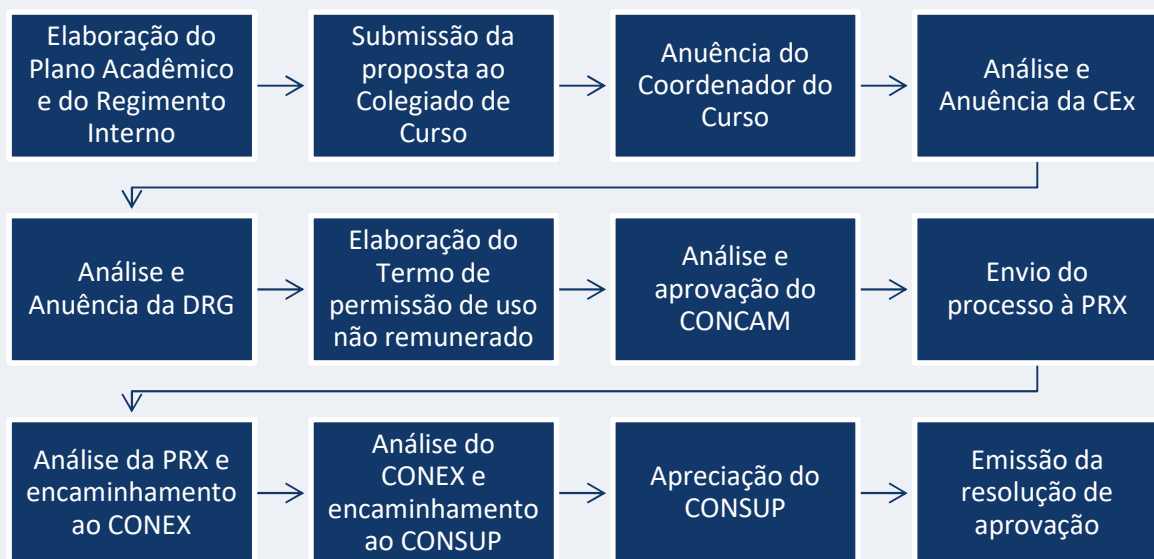 Elaboração do
Plano Acadêmico
e do Regimento
Interno
Submissão da
proposta ao
Colegiado de
Curso
Anuência do
Coordenador do
Curso
Análise e
Anuência da CEx
Análise e
Anuência da DRG
Elaboração do
Termo de
permissão de uso
não remunerado
Análise e
aprovação do
CONCAM
Envio do
processo à PRX
Análise da PRX e
encaminhamento
ao CONEX
Análise do
CONEX e
encaminhamento
ao CONSUP
Apreciação do
CONSUP
Emissão da
resolução de
aprovação